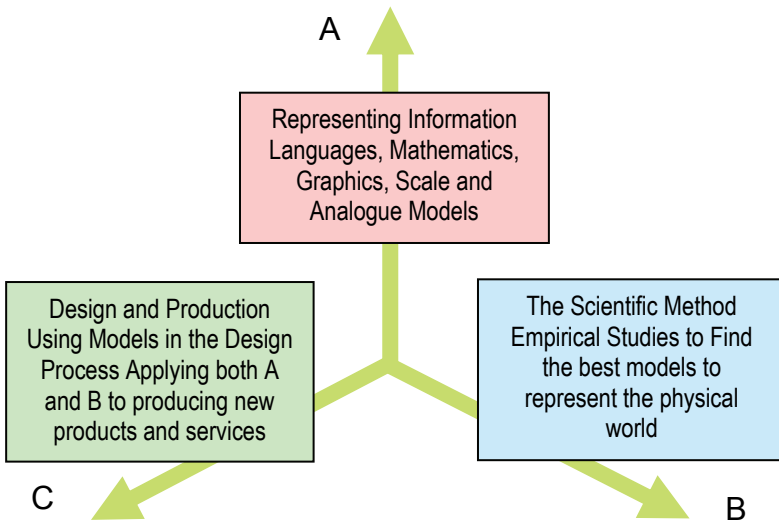 A
Representing Information
Languages, Mathematics,
Graphics, Scale and
Analogue Models
Design and Production
Using Models in the Design
Process Applying both A
and B to producing new
products and services
The Scientific Method
Empirical Studies to Find
the best models to
represent the physical
world
C
B